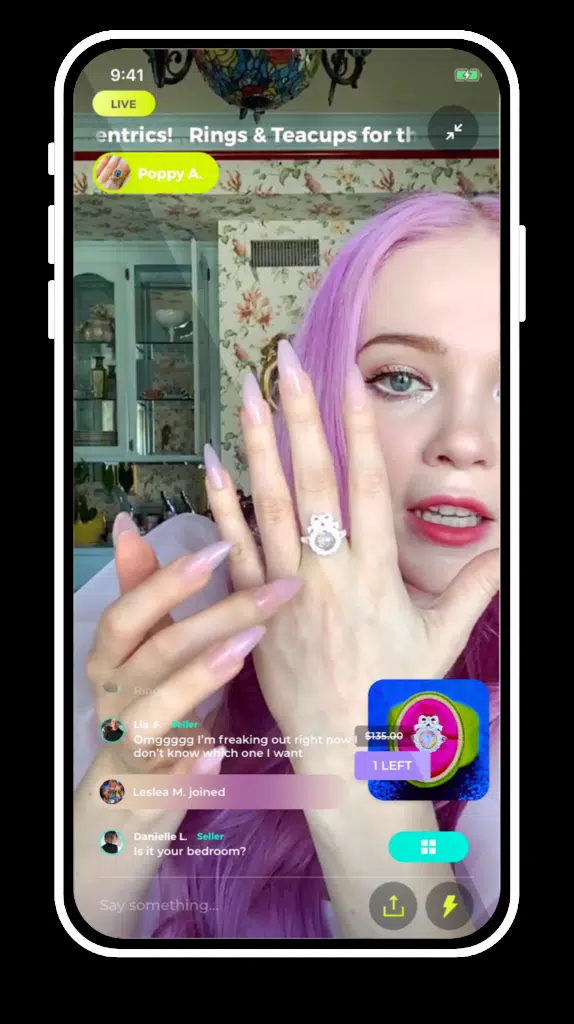 9:41
LIVE
entrics! Rings & Teacups for th
Poppy A.
Ring
Lia F. Seller
Omggggg I'm freaking out right now I
don't know which one I want
$135.00
1 LEFT
Leslea M. joined
Danielle L. Seller
Is it your bedroom?
Say something...